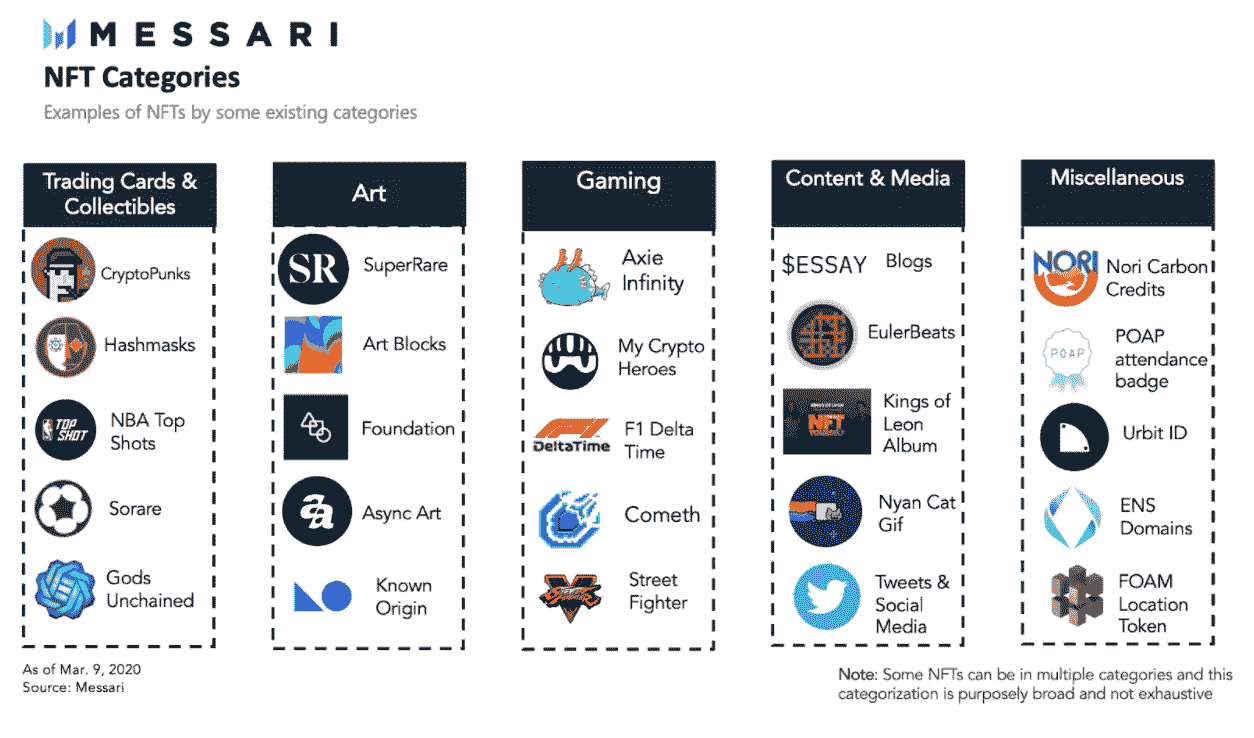 MESSARI
NFT Categories
Examples of NFTs by some existing categories
Trading Cards &
Collectibles
CryptoPunks
Hashmasks
TOP
SHOT
NBA Top
Shots
Sorare
Gods
Unchained
Art
SR
SuperRare
Art Blocks
Foundation
aa
Async Art
Known
Origin
Gaming
Axie
Infinity
My Crypto
Heroes
DeltaTime
F1 Delta
Time
Cometh
Street
Fighter
Content & Media
$ESSAY
Blogs
EulerBeats
NFT
YOURSELF
Kings of
Leon
Album
Nyan Cat
Gif
Tweets &
Social
Media
Miscellaneous
NORI
Nori Carbon
Credits
POAP
POAP
attendance
badge
Urbit ID
ENS
Domains
FOAM
Location
Token
As of Mar. 9, 2020
Source: Messari
Note: Some NFTs can be in multiple categories and this
categorization is purposely broad and not exhaustive